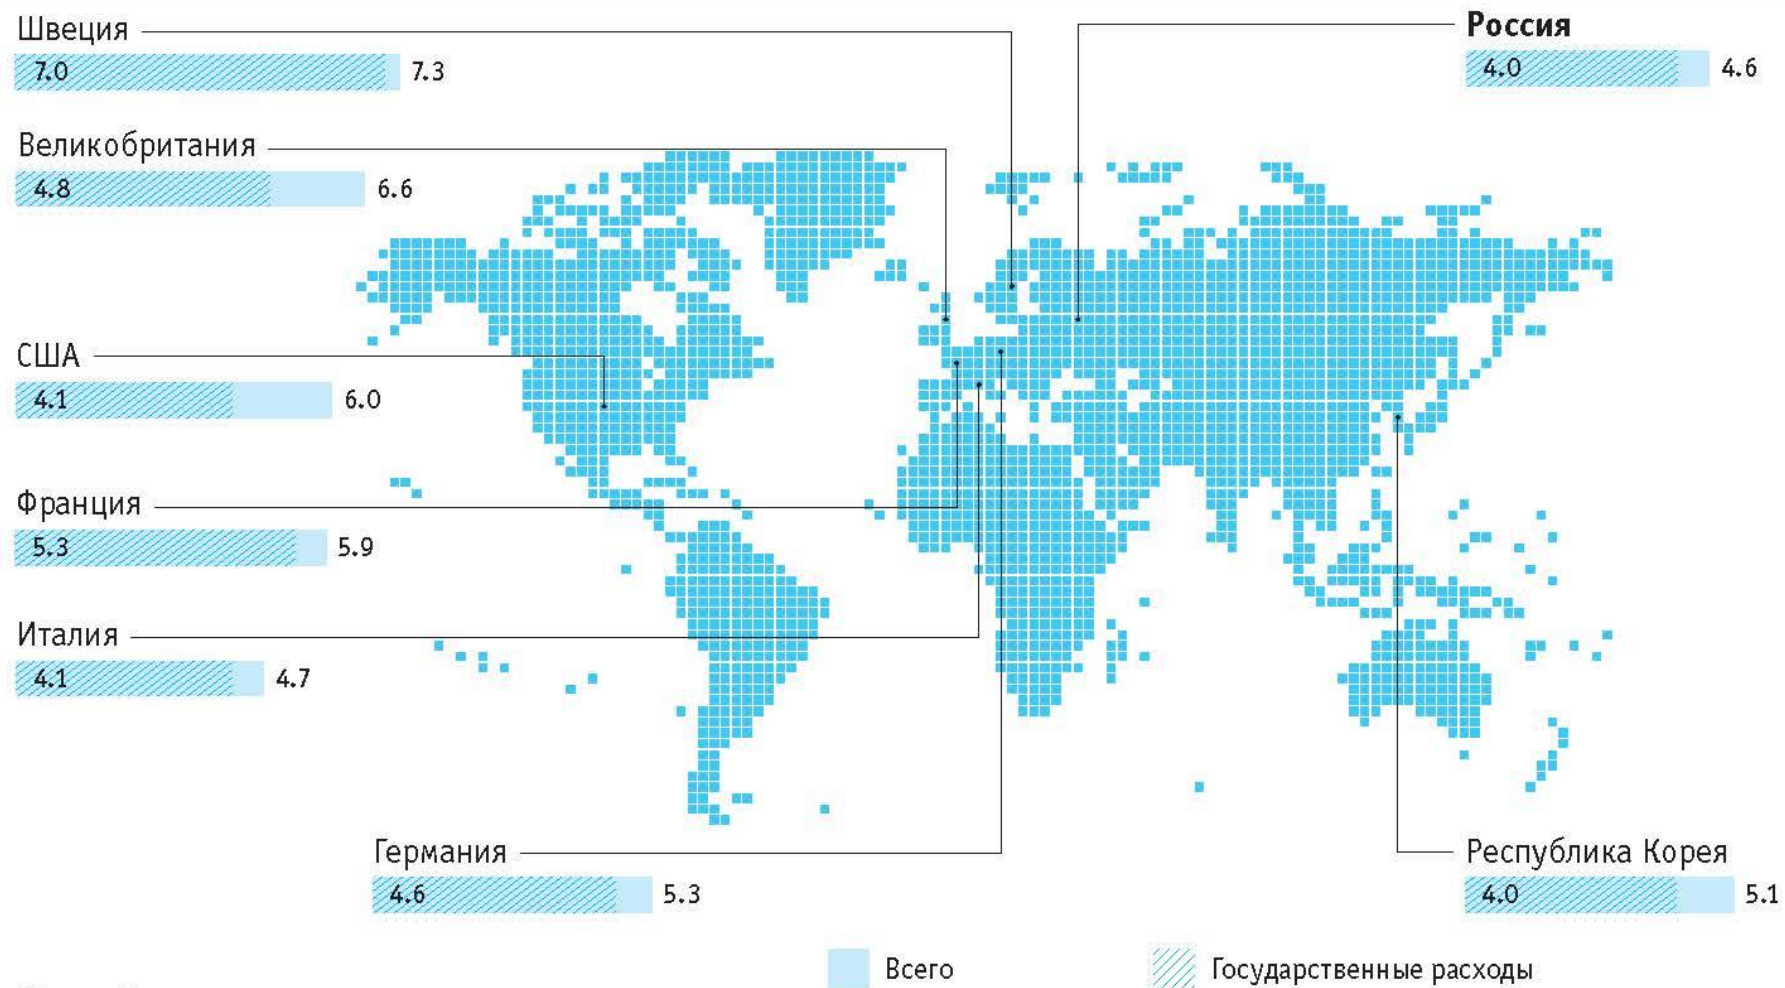 Швеция
7.0 7.3
Россия
4.0 4.6
Великобритания
4.8 6.6
США
4.1 6.0
Франция
5.3 5.9
Италия
4.1 4.7
Германия
4.6 5.3
Республика Корея
4.0 5.1
Всего
Государственные расходы